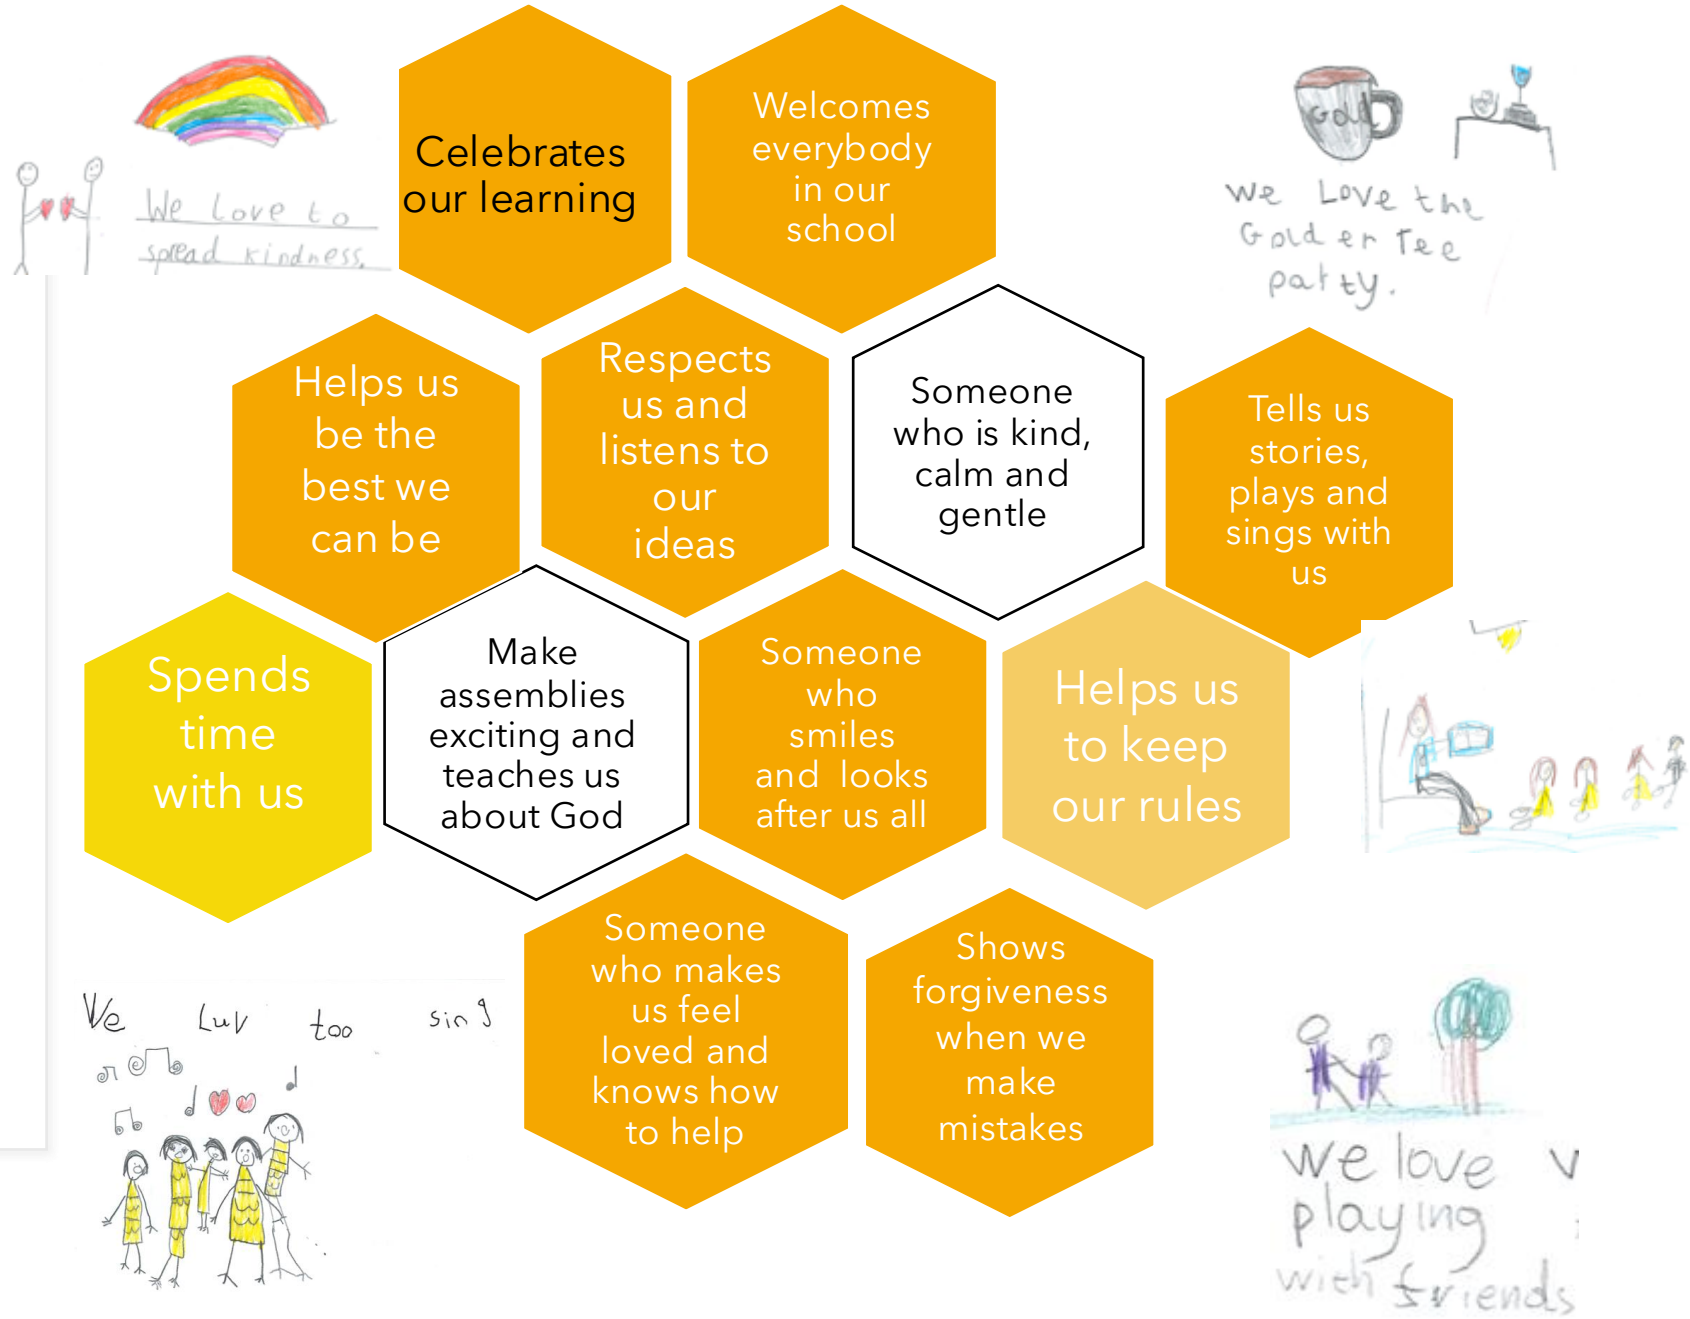 We Love to
spread kindness.
Celebrates
our learning
Welcomes
everybody
in our
school
Gold
We Love the
Gold er Tee
party.
Helps us
be the
best we
can be
Respects
us and
listens to
our
ideas
Someone
who is kind,
calm and
gentle
Tells us
stories,
plays and
sings with
us
Spends
time
with us
Make
assemblies
exciting and
teaches us
about God
Someone
who
smiles
and looks
after us all
Helps us
to keep
our rules
Someone
who makes
us feel
loved and
knows how
to help
Shows
forgiveness
when we
make
mistakes
We Luv too sing
we love
playing
with friends